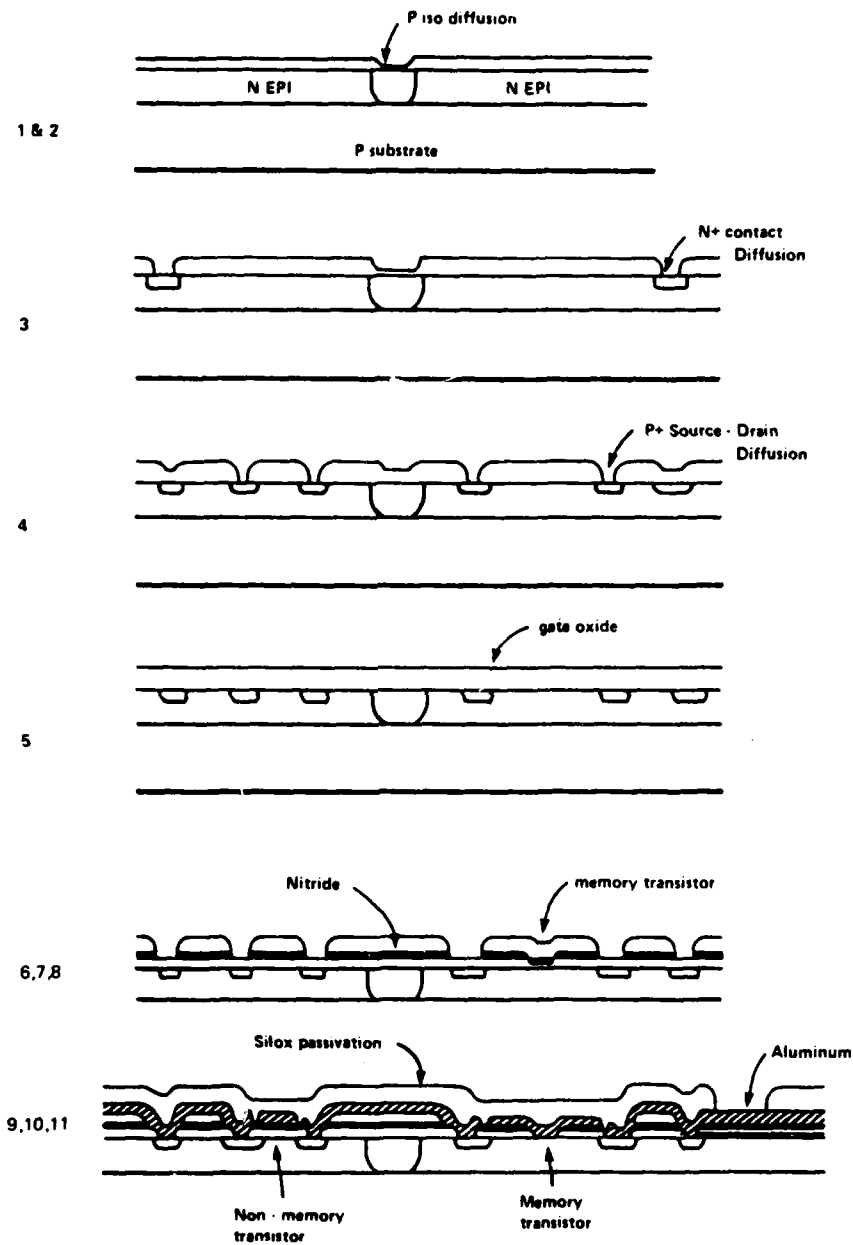 P iso diffusion
N EPI
N EPI
1 & 2
P substrate
N+ contact
Diffusion
3
P+ Source - Drain
Diffusion
4
gate oxide
5
Nitride
memory transistor
6,7,8
Silox passivation
Aluminum
9,10,11
Non - memory
transistor
Memory
transistor